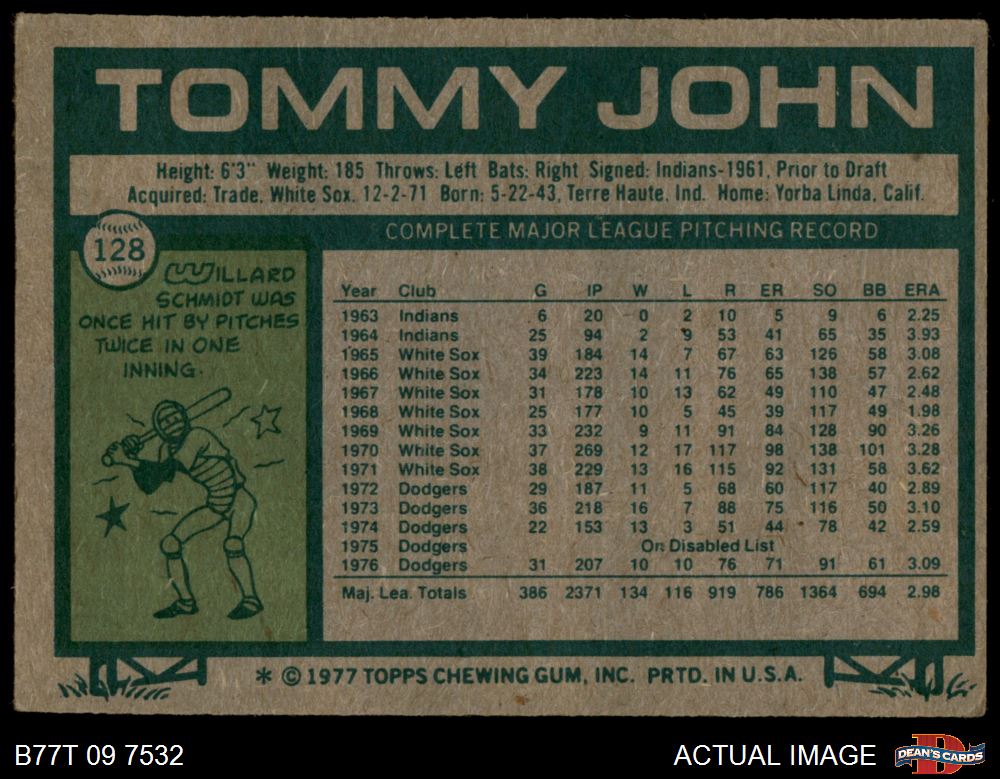 TOMMY JOHN
Height: 6'3" Weight: 185 Throws: Left Bats: Right Signed: Indians-1961, Prior to Draft
Acquired: Trade, White Sox, 12-2-71 Born: 5-22-43, Terre Haute, Ind. Home: Yorba Linda, Calif.
128
WILLARD
SCHMIDT WAS
ONCE HIT BY PITCHES
TWICE IN ONE
INNING.
COMPLETE MAJOR LEAGUE PITCHING RECORD
Year Club G IP W L R ER SO BB ERA
1963 Indians 6 20 0 2 10 5 9 6 2.25
1964 Indians 25 94 2 9 53 41 65 35 3.93
1965 White Sox 39 184 14 7 67 63 126 58 3.08
1966 White Sox 34 223 14 11 76 65 138 57 2.62
1967 White Sox 31 178 10 13 62 49 110 47 2.48
1968 White Sox 25 177 10 5 45 39 117 49 1.98
1969 White Sox 33 232 9 11 91 84 128 90 3.26
1970 White Sox 37 269 12 17 117 98 138 101 3.28
1971 White Sox 38 229 13 16 115 92 131 58 3.62
1972 Dodgers 29 187 11 5 68 60 117 40 2.89
1973 Dodgers 36 218 16 7 88 75 116 50 3.10
1974 Dodgers 22 153 13 3 51 44 78 42 2.59
1975 Dodgers On Disabled List
1976 Dodgers 31 207 10 10 76 71 91 61 3.09
Maj. Lea. Totals 386 2371 134 116 919 786 1364 694 2.98
* © 1977 TOPPS CHEWING GUM, INC. PRTD. IN U.S.A.
B77T 09 7532 ACTUAL IMAGE
DEAN'S CARDS